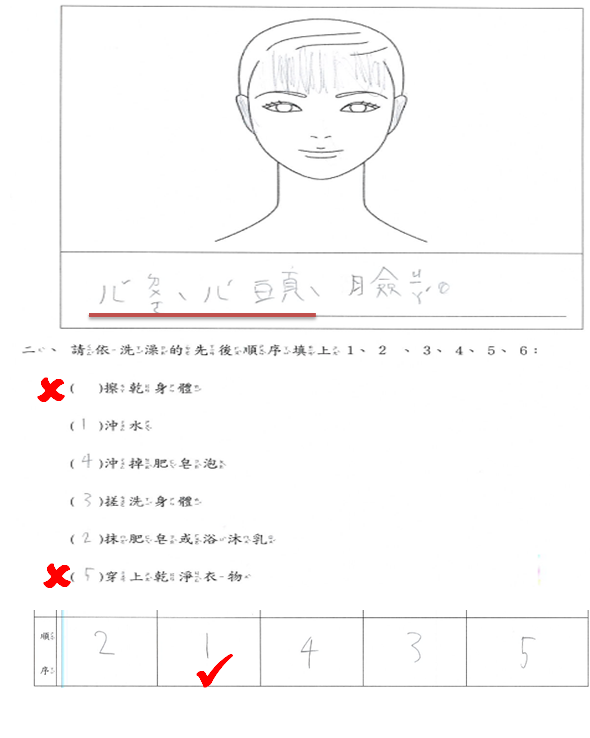 頭、臉
二、請依洗澡的先後順序填上1、2、3、4、5、6：
(　)擦乾身體
(1)沖水
(4)沖掉肥皂泡
(3)搓洗身體
(2)抹肥皂或浴沐乳
(5)穿上乾淨衣物
順序 2 1 4 3 5